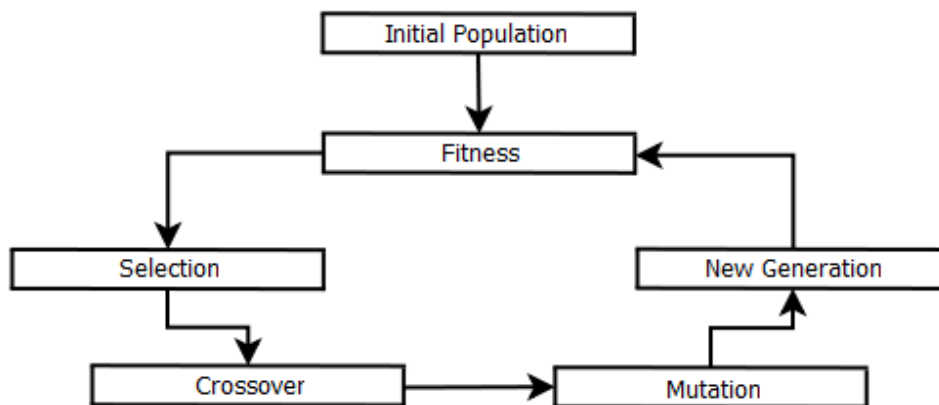 Initial Population
Fitness
Selection
New Generation
Crossover
Mutation